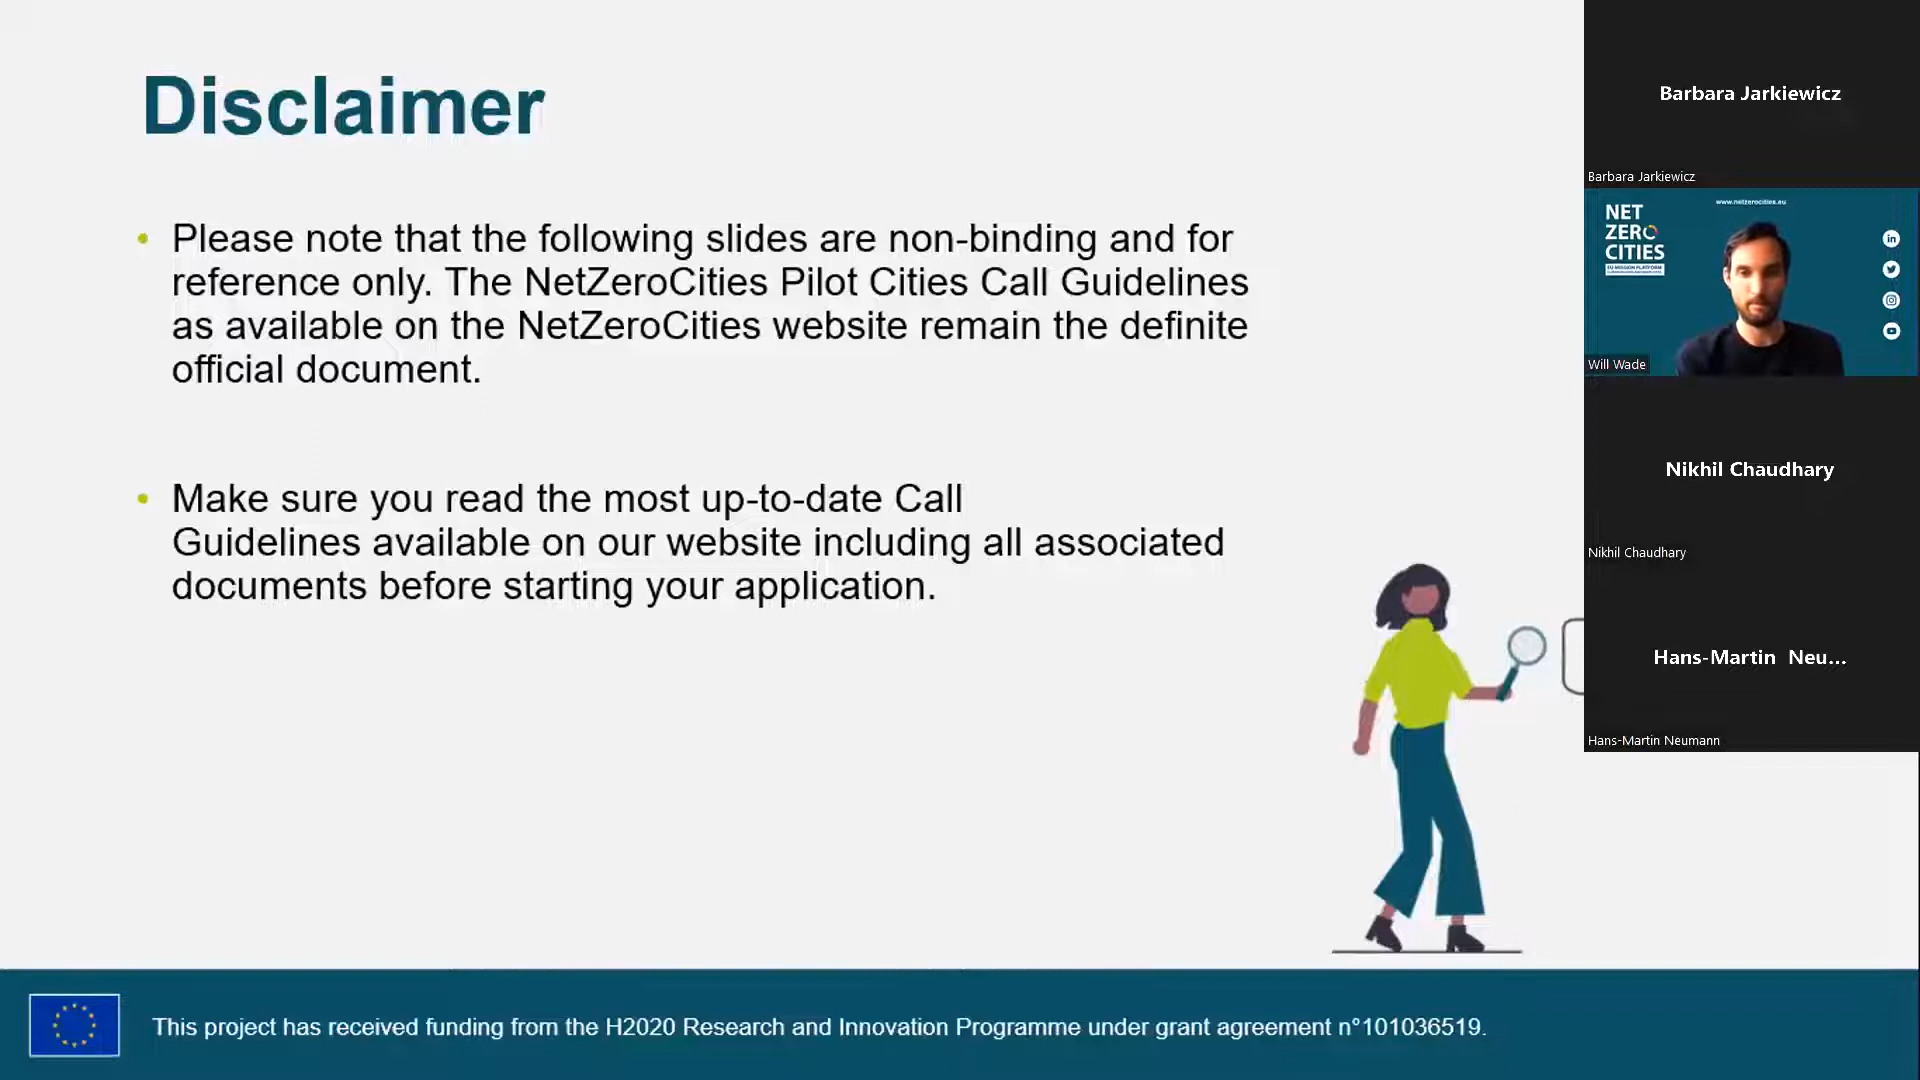 Disclaimer
• Please note that the following slides are non-binding and for
reference only. The NetZeroCities Pilot Cities Call Guidelines
as available on the NetZeroCities website remain the definite
official document.
• Make sure you read the most up-to-date Call
Guidelines available on our website including all associated
documents before starting your application.
This project has received funding from the H2020 Research and Innovation Programme under grant agreement n°101036519.
Barbara Jarkiewicz
Barbara Jarkiewicz
www.netzerocities.eu
NET
ZERO
CITIES
EU MISSION PLATFORM
Will Wade
Nikhil Chaudhary
Nikhil Chaudhary
Hans-Martin Neu...
Hans-Martin Neumann